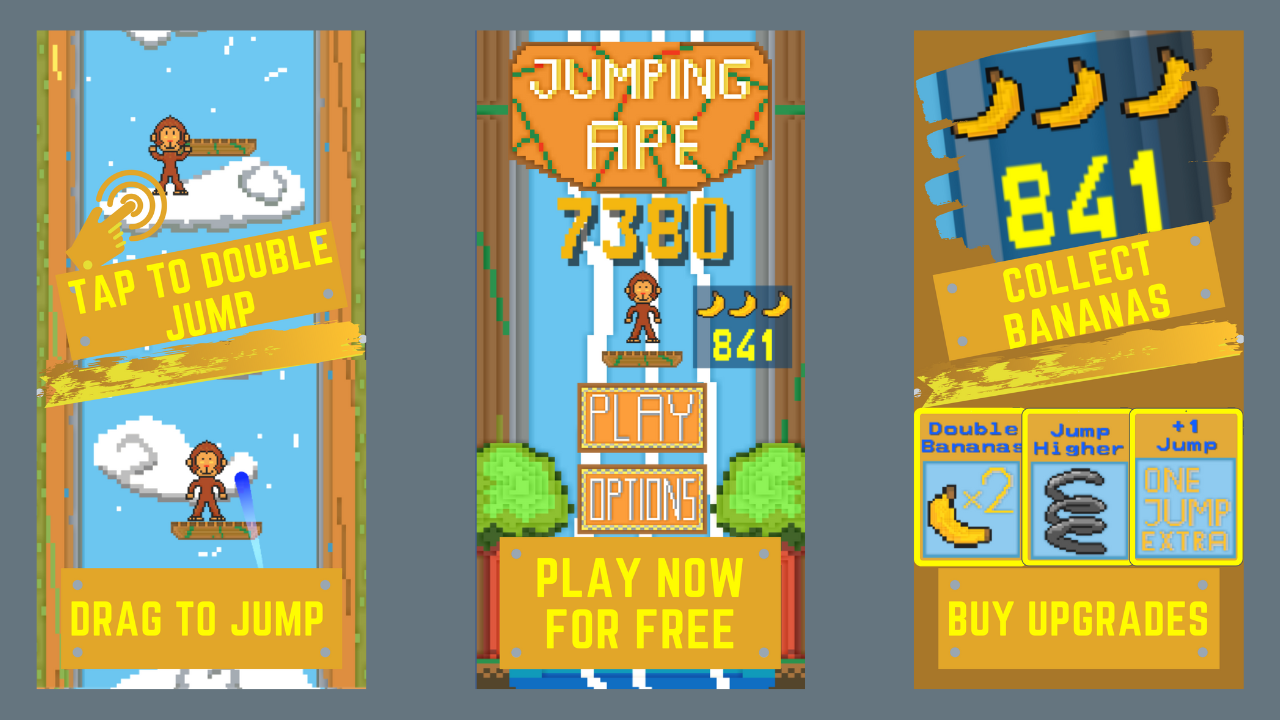 TAP TO DOUBLE
JUMP
DRAG TO JUMP
JUMPING
APE
7380
841
PLAY
OPTIONS
PLAY NOW
FOR FREE
841
COLLECT
BANANAS
Double
Bananas
×2
Jump
Higher
+1
Jump
ONE
JUMP
EXTRA
BUY UPGRADES